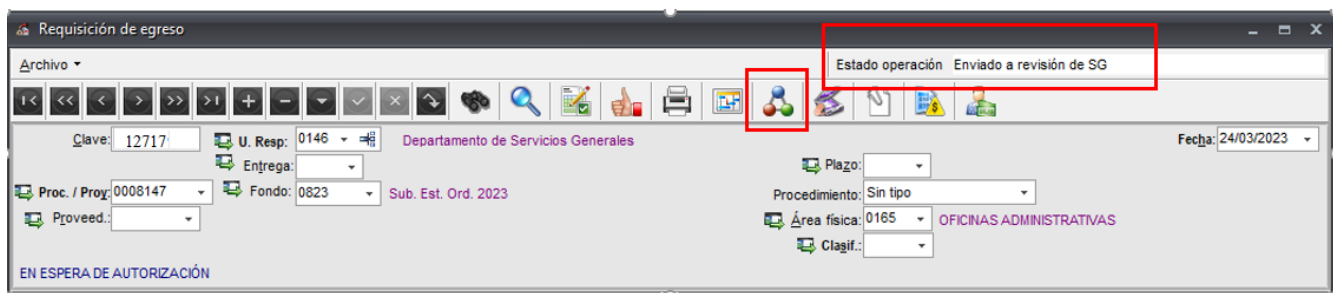 Requisición de egreso
Archivo
Estado operación Enviado a revisión de SG
Clave: 12717 U. Resp: 0146 Departamento de Servicios Generales Fecha: 24/03/2023
Entrega: Plazo:
Proc. / Proy: 0008147 Fondo: 0823 Sub. Est. Ord. 2023 Procedimiento: Sin tipo
Proveed.: Área física: 0165 OFICINAS ADMINISTRATIVAS
Clasif.:
EN ESPERA DE AUTORIZACIÓN